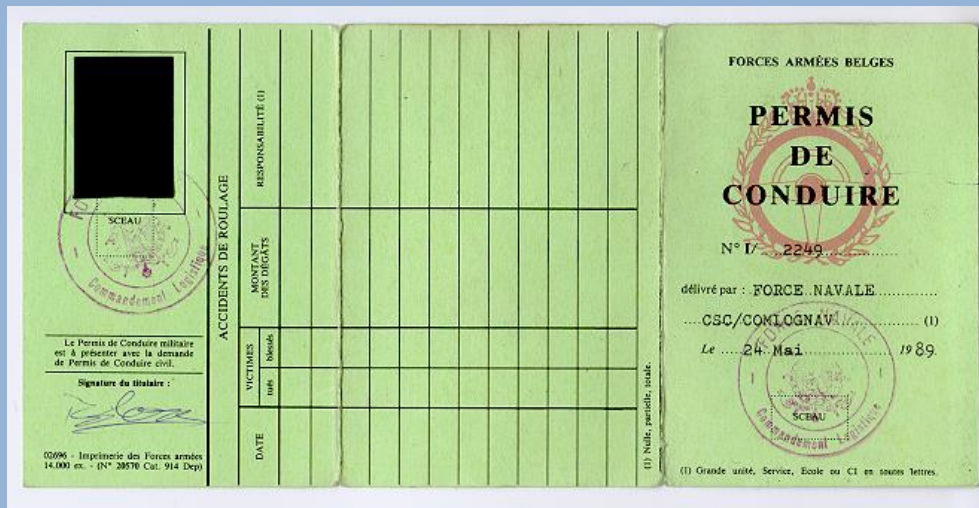 SCEAU
Commandement Logistique
Le Permis de Conduire militaire
est à présenter avec la demande
de Permis de Conduire civil.
Signature du titulaire :
02696 - Imprimerie des Forces armées
14.000 ex. - (N° 20570 Cat. 914 Dep)
ACCIDENTS DE ROULAGE
RESPONSABILITÉ (1)
MONTANT
DES DÉGÂTS
VICTIMES
blessés
tués
DATE
(1) Nulle, partielle, totale.
FORCES ARMÉES BELGES
PERMIS
DE
CONDUIRE
N° I/ 2249
délivré par : FORCE NAVALE
CSC/COMLOGNAV (1)
Le 24 Mai 1989.
NAVALE
SCEAU
Commandement Logistique
(1) Grande unité, Service, Ecole ou CI en toutes lettres.